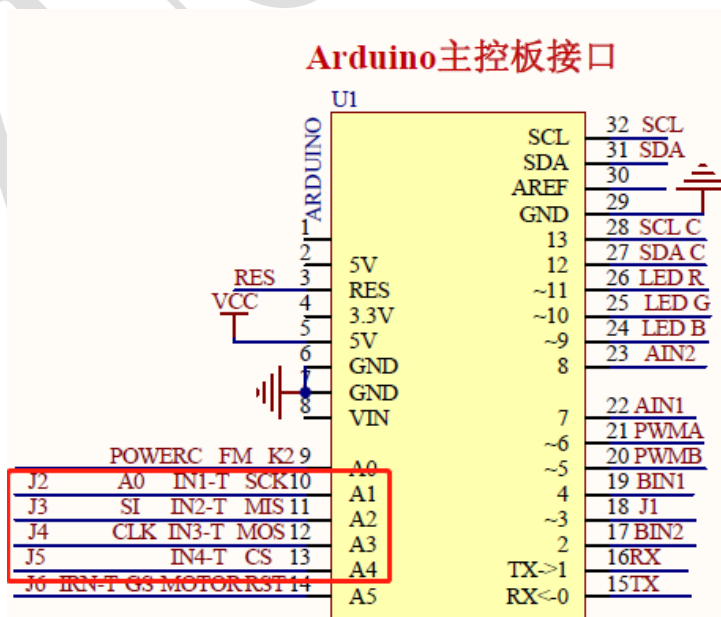 Arduino主控板接口
U1
ARDUINO
32 SCL
SCL
31 SDA
SDA
30
AREF
29
GND
1
28 SCL C
13
2
27 SDA C
5V
12
RES 3
26 LED R
RES
~11
VCC
4
25 LED G
3.3V
~10
5
24 LED B
5V
~9
6
23 AIN2
GND
8
7
GND
8
22 AIN1
VIN
7
21 PWMA
~6
POWERC FM K2 9
20 PWMB
A0
~5
J2 A0 IN1-T SCK 10
19 BIN1
A1
4
J3 SI IN2-T MIS 11
18 J1
A2
~3
J4 CLK IN3-T MOS 12
17 BIN2
A3
2
J5 IN4-T CS 13
16 RX
A4
TX->1
J6 IRN-T GS MOTOR RST 14
15 TX
A5
RX<-0